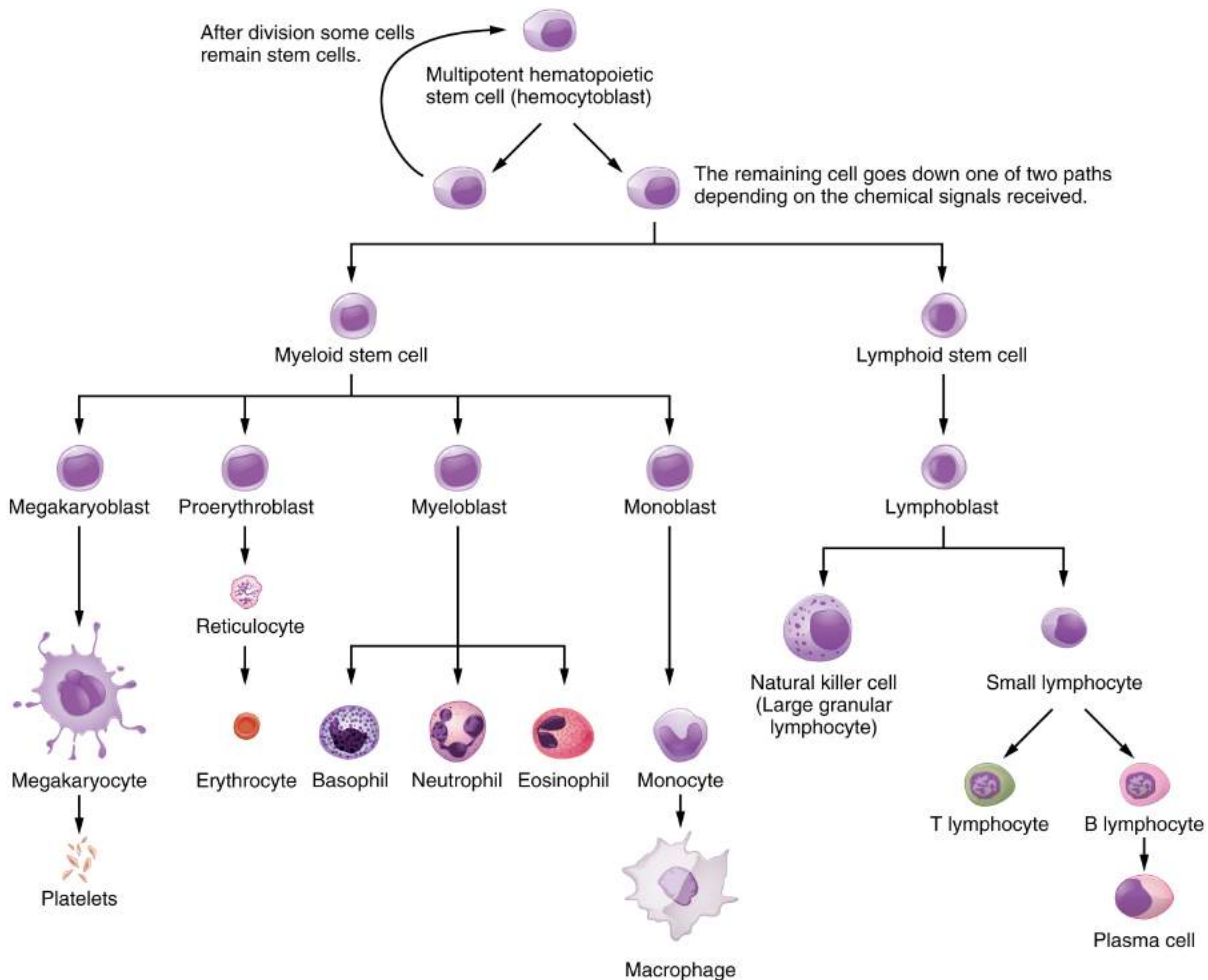 After division some cells
remain stem cells.
Multipotent hematopoietic
stem cell (hemocytoblast)
The remaining cell goes down one of two paths
depending on the chemical signals received.
Myeloid stem cell
Lymphoid stem cell
Megakaryoblast
Proerythroblast
Myeloblast
Monoblast
Lymphoblast
Reticulocyte
Natural killer cell
(Large granular
lymphocyte)
Small lymphocyte
Megakaryocyte
Erythrocyte
Basophil
Neutrophil
Eosinophil
Monocyte
T lymphocyte
B lymphocyte
Platelets
Plasma cell
Macrophage